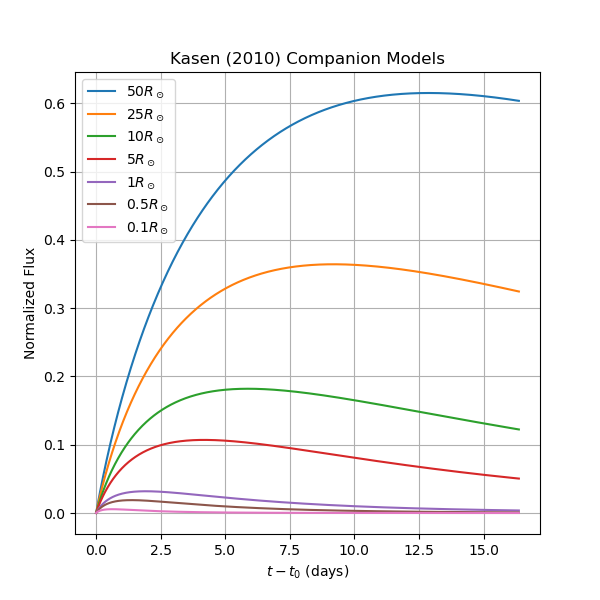 Kasen (2010) Companion Models
50R⊙
25R⊙
10R⊙
5R⊙
1R⊙
0.5R⊙
0.1R⊙
Normalized Flux
0.6
0.5
0.4
0.3
0.2
0.1
0.0
0.0 2.5 5.0 7.5 10.0 12.5 15.0
t − t₀ (days)